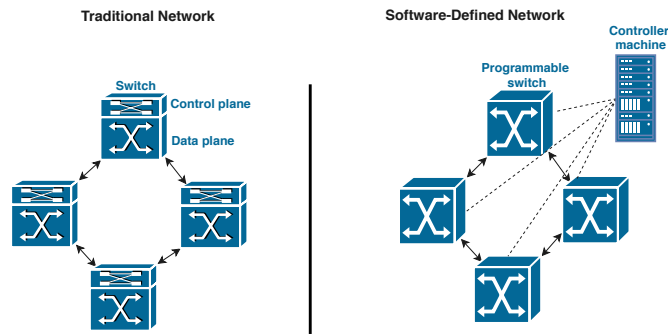 Traditional Network
Software-Defined Network
Controller
machine
Switch
Control plane
Data plane
Programmable
switch